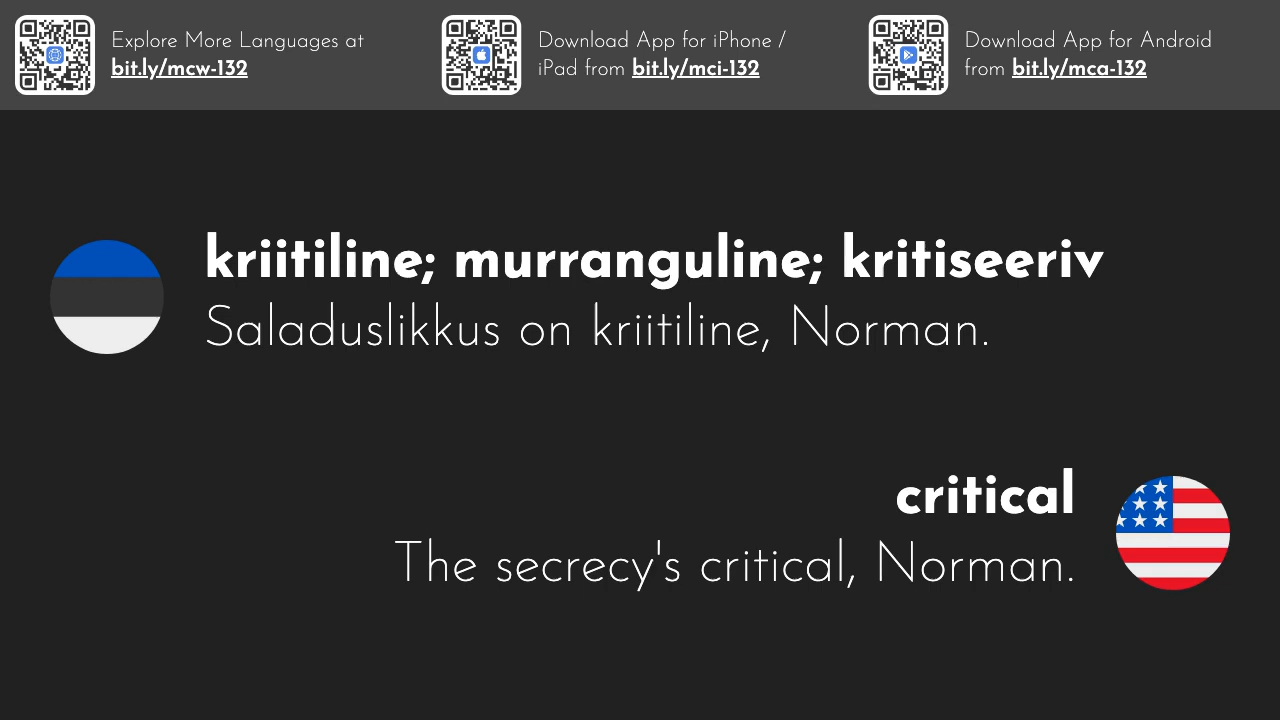 Explore More Languages at
bit.ly/mcw-132
Download App for iPhone /
iPad from bit.ly/mci-132
Download App for Android
from bit.ly/mca-132
kriitiline; murranguline; kritiseeriv
Saladuslikkus on kriitiline, Norman.
critical
The secrecy's critical, Norman.